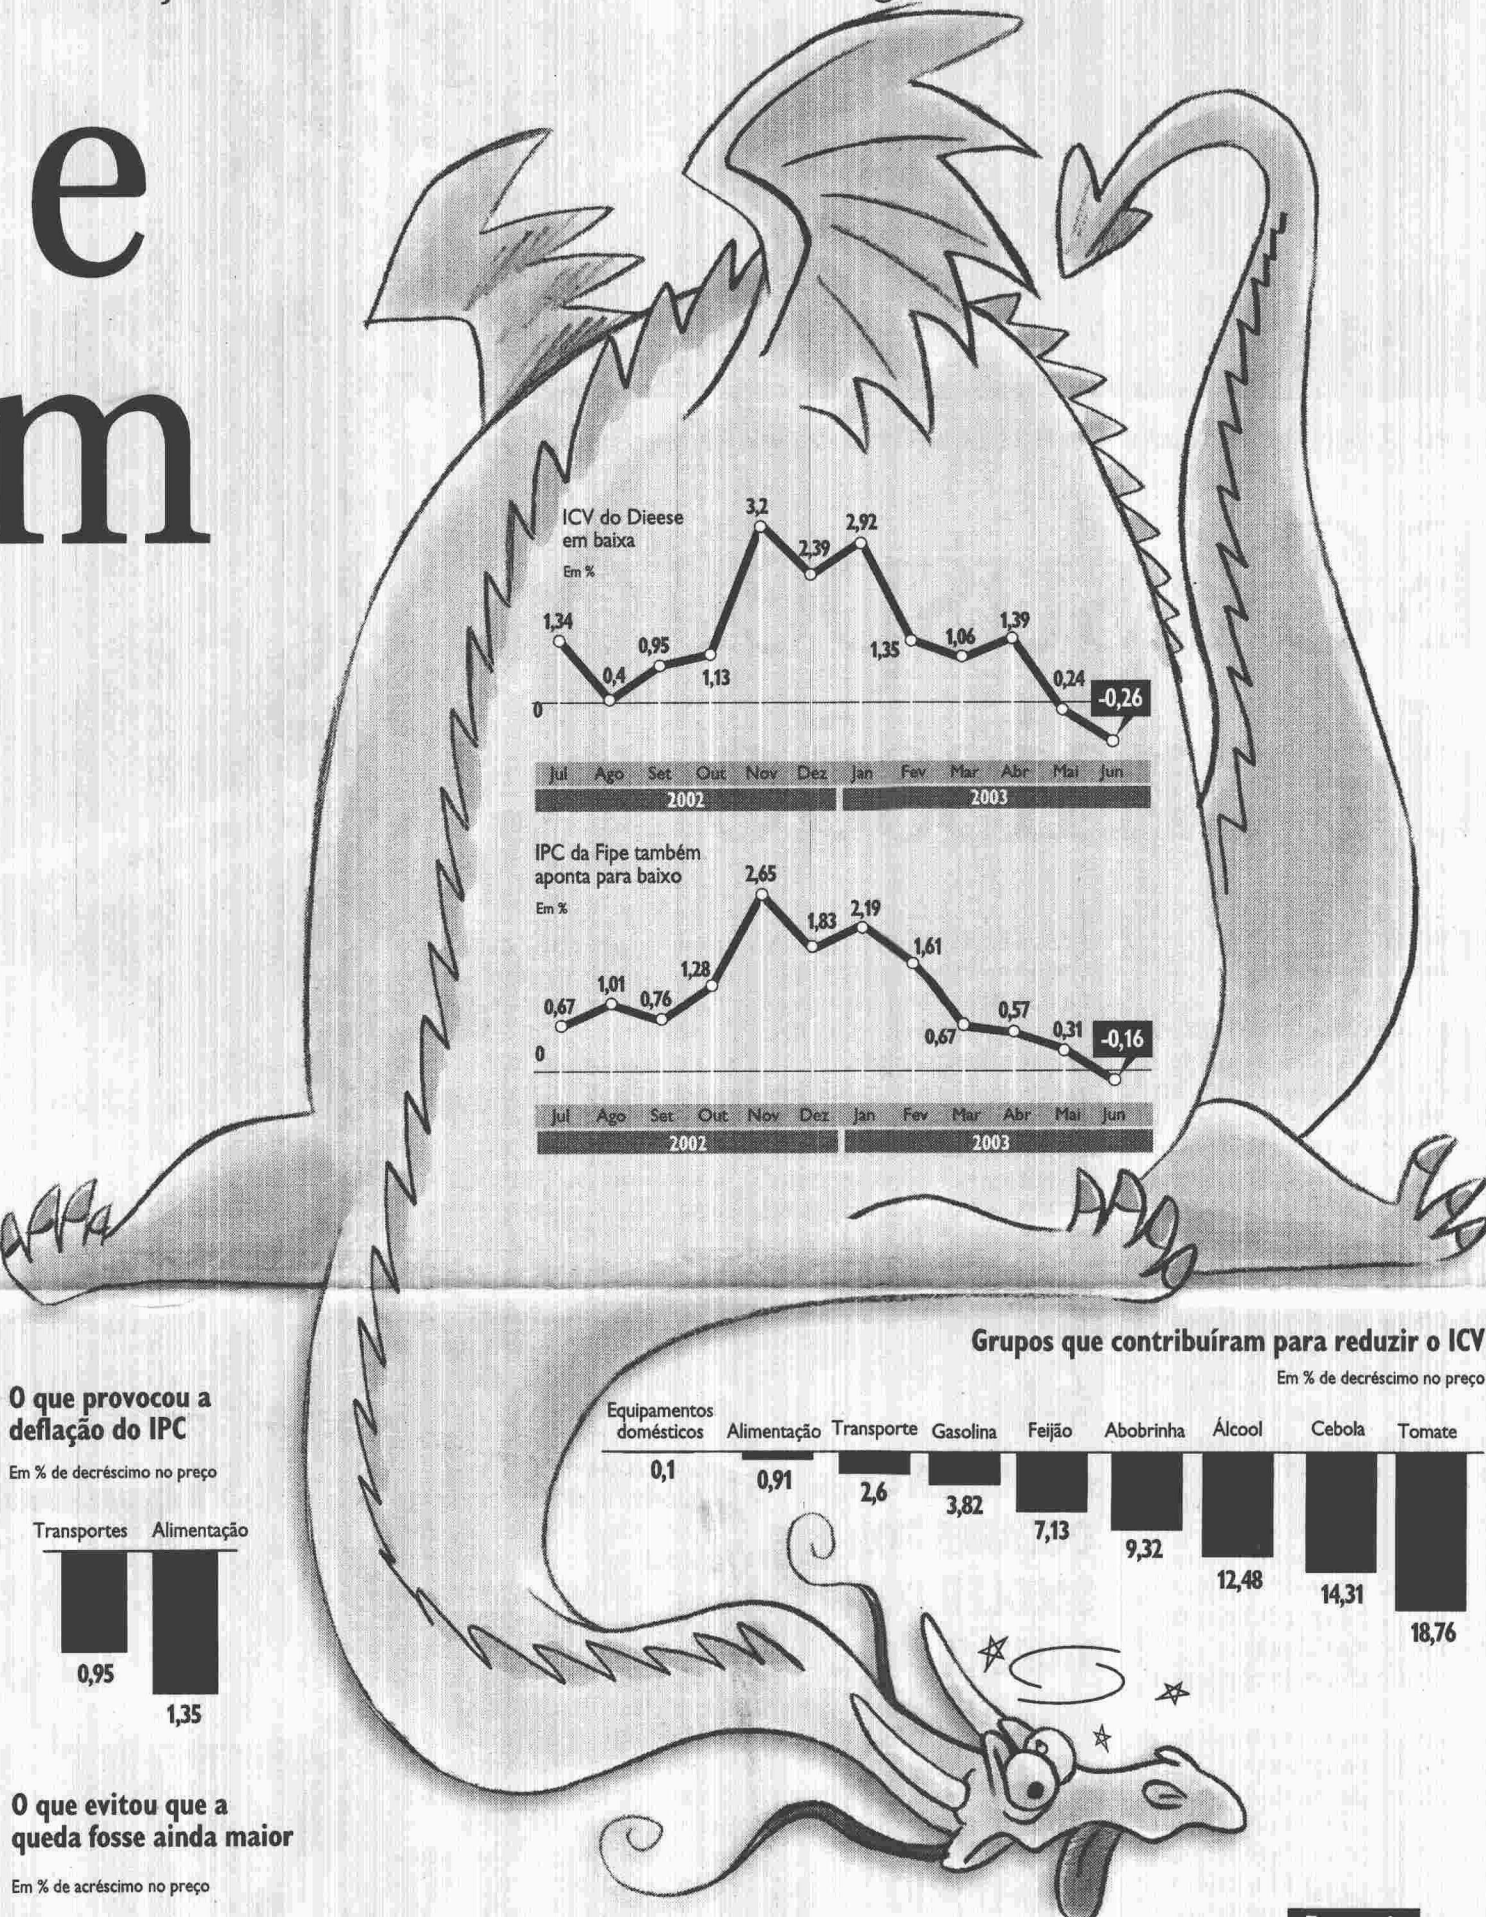 e
m
ICV do Dieese
em baixa
Em %
1,34
0,4
0,95
1,13
3,2
2,39
2,92
1,35
1,06
1,39
0,24
-0,26
0
Jul Ago Set Out Nov Dez Jan Fev Mar Abr Mai Jun
2002 2003
IPC da Fipe também
aponta para baixo
Em %
0,67
1,01
0,76
1,28
2,65
1,83
2,19
1,61
0,67
0,57
0,31
-0,16
0
Jul Ago Set Out Nov Dez Jan Fev Mar Abr Mai Jun
2002 2003
Grupos que contribuíram para reduzir o ICV
Em % de decréscimo no preço
Equipamentos
domésticos Alimentação Transporte Gasolina Feijão Abobrinha Álcool Cebola Tomate
0,1 0,91 2,6 3,82 7,13 9,32 12,48 14,31 18,76
O que provocou a
deflação do IPC
Em % de decréscimo no preço
Transportes Alimentação
0,95
1,35
O que evitou que a
queda fosse ainda maior
Em % de acréscimo no preço